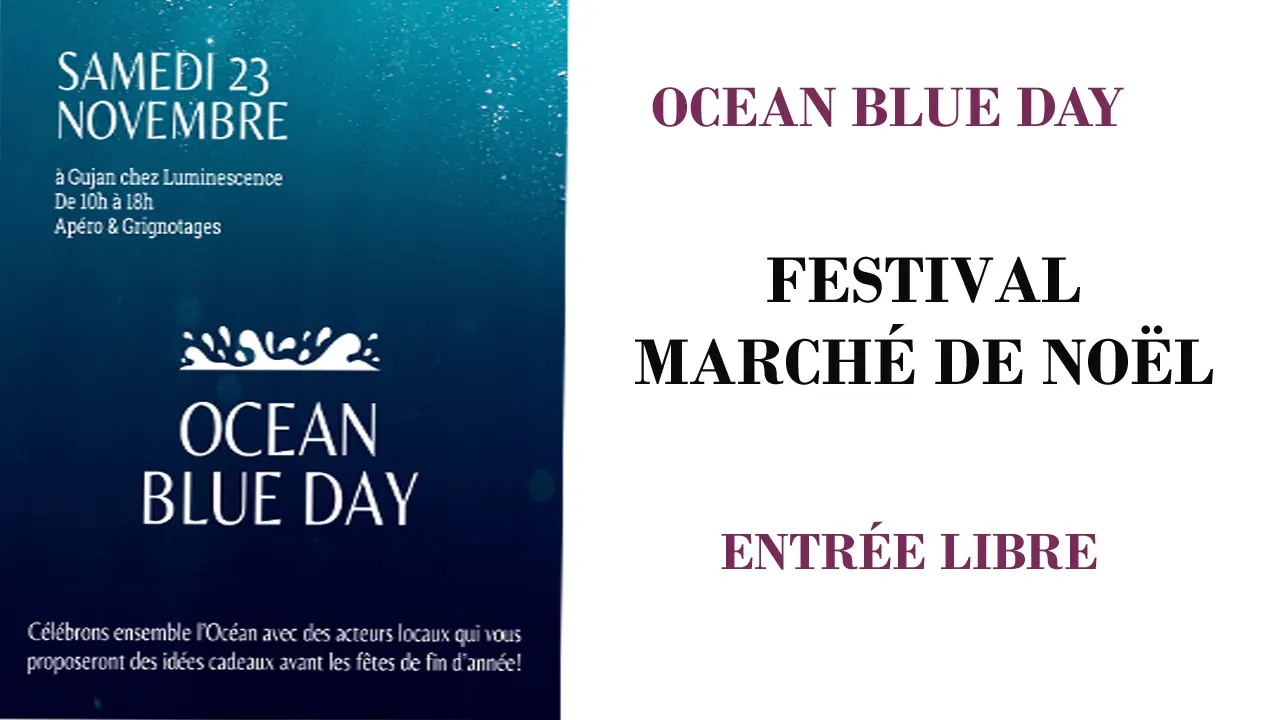 SAMEDI 23
NOVEMBRE
à Gujan chez Luminescence
De 10h à 18h
Apéro & Grignotages
OCEAN
BLUE DAY
Célébrons ensemble l'Océan avec des acteurs locaux qui vous
proposeront des idées cadeaux avant les fêtes de fin d'année!
OCEAN BLUE DAY
FESTIVAL
MARCHÉ DE NOËL
ENTRÉE LIBRE